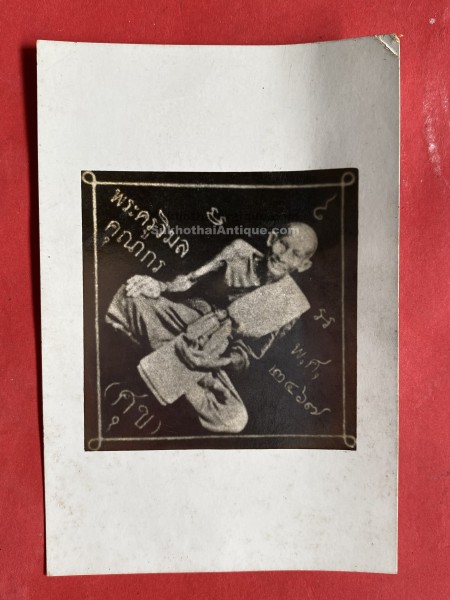 พระครูวิมล
คุณากร
SukhothaiAntique.com
พ,ศ,
๒๔๖๗
(ศุข)